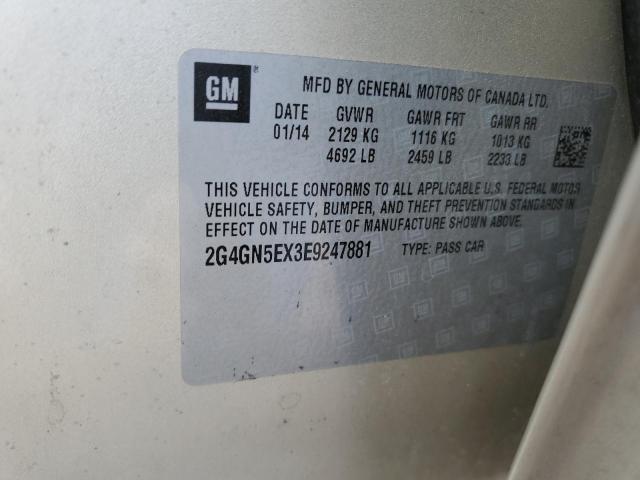 GM ®
MFD BY GENERAL MOTORS OF CANADA LTD.
DATE GVWR GAWR FRT GAWR RR
01/14 2129 KG 1116 KG 1013 KG
4692 LB 2459 LB 2233 LB
THIS VEHICLE CONFORMS TO ALL APPLICABLE U.S. FEDERAL MOTOR
VEHICLE SAFETY, BUMPER, AND THEFT PREVENTION STANDARDS IN
EFFECT ON THE DATE OF MANUFACTURE SHOWN ABOVE.
2G4GN5EX3E9247881 TYPE: PASS CAR